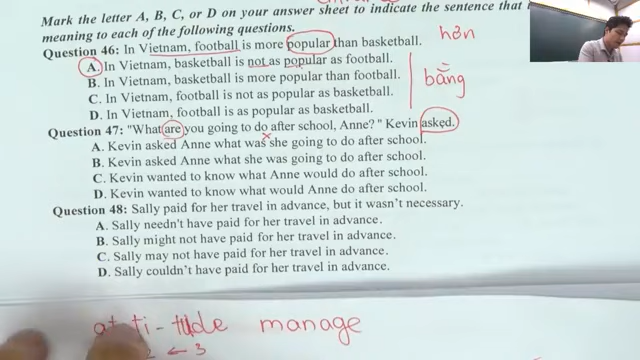 Mark the letter A, B, C, or D on your answer sheet to indicate the sentence that
meaning to each of the following questions.
Question 46: In Vietnam, football is more popular than basketball. hơn
A. In Vietnam, basketball is not as popular as football.
B. In Vietnam, basketball is more popular than football. bằng
C. In Vietnam, football is not as popular as basketball.
D. In Vietnam, football is as popular as basketball.
Question 47: "What are you going to do after school, Anne?" Kevin asked.
A. Kevin asked Anne what was she going to do after school.
B. Kevin asked Anne what she was going to do after school.
C. Kevin wanted to know what Anne would do after school.
D. Kevin wanted to know what would Anne do after school.
Question 48: Sally paid for her travel in advance, but it wasn't necessary.
A. Sally needn't have paid for her travel in advance.
B. Sally might not have paid for her travel in advance.
C. Sally may not have paid for her travel in advance.
D. Sally couldn't have paid for her travel in advance.
at ti-tude manage
2 ← 3